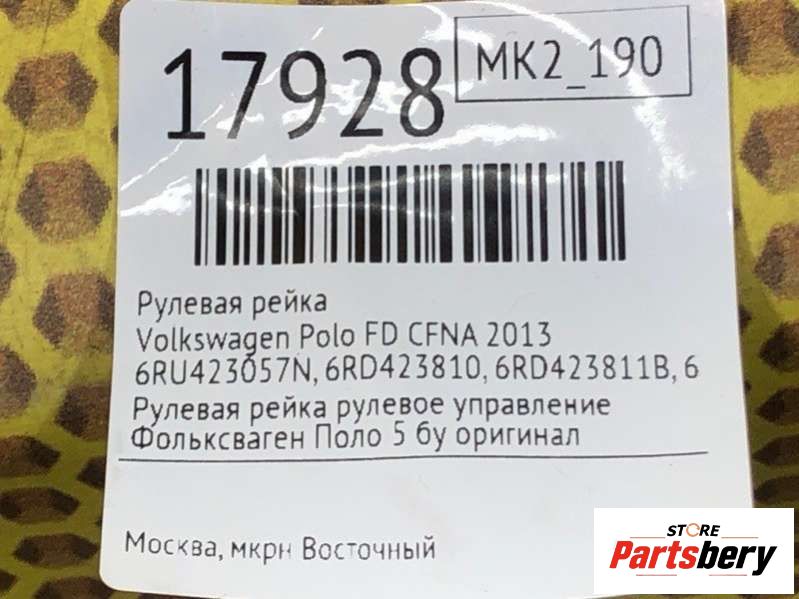 17928
MK2_190
Рулевая рейка
Volkswagen Polo FD CFNA 2013
6RU423057N, 6RD423810, 6RD423811B, 6
Рулевая рейка рулевое управление
Фольксваген Поло 5 бу оригинал
Москва, мкрн Восточный
STORE
Partsbery